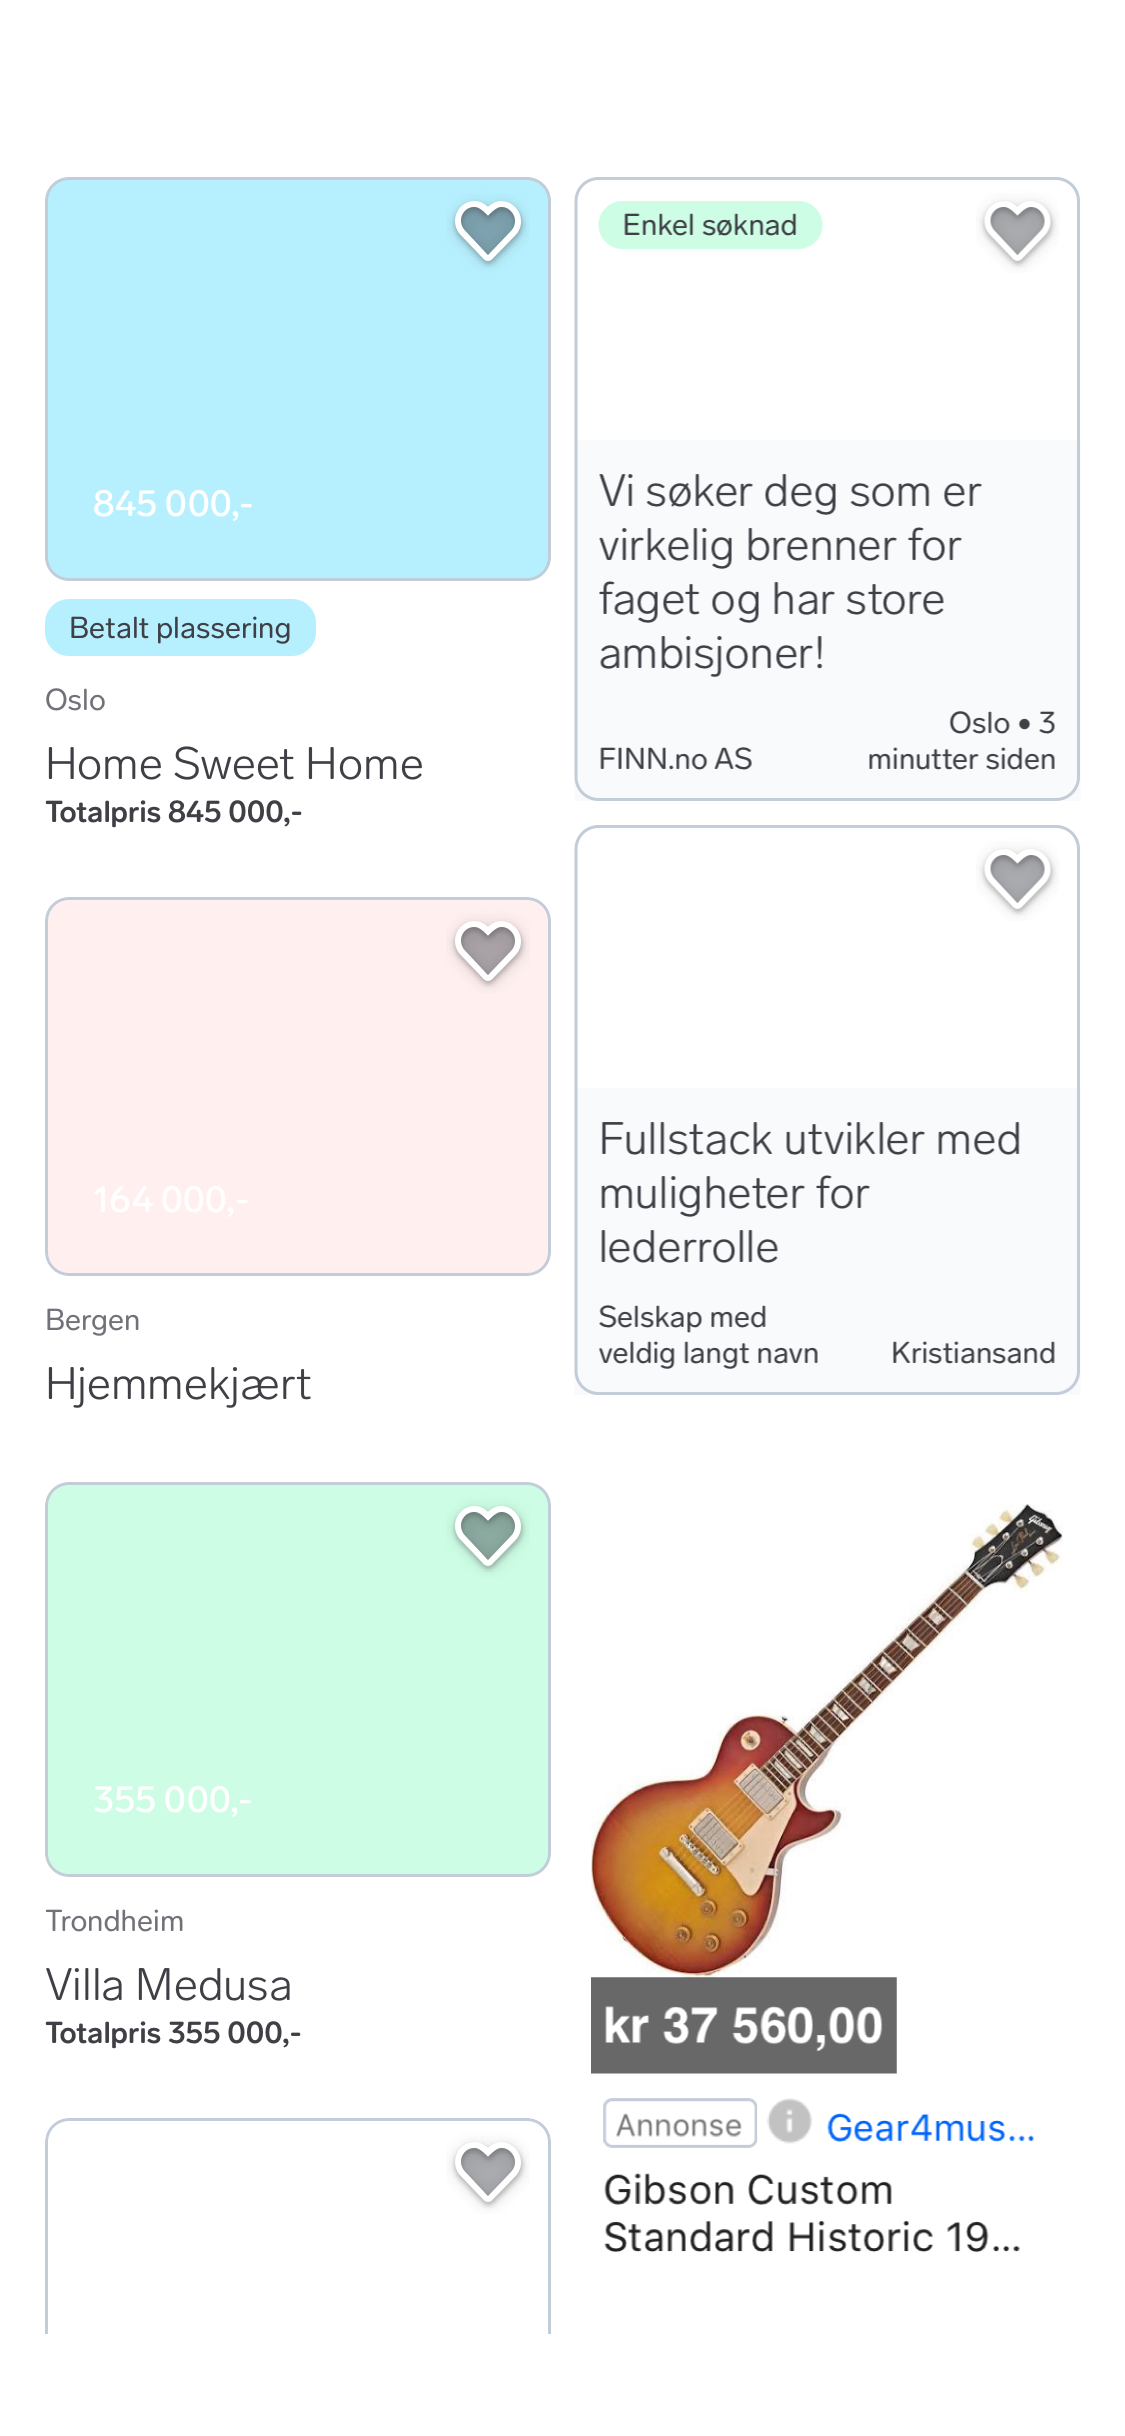 845 000,-
Betalt plassering
Oslo
Home Sweet Home
Totalpris 845 000,-
164 000,-
Bergen
Hjemmekjært
355 000,-
Trondheim
Villa Medusa
Totalpris 355 000,-
Enkel søknad
Vi søker deg som er
virkelig brenner for
faget og har store
ambisjoner!
FINN.no AS
Oslo • 3
minutter siden
Fullstack utvikler med
muligheter for
lederrolle
Selskap med
veldig langt navn
Kristiansand
Gibson
kr 37 560,00
Annonse
Gear4mus...
Gibson Custom
Standard Historic 19...